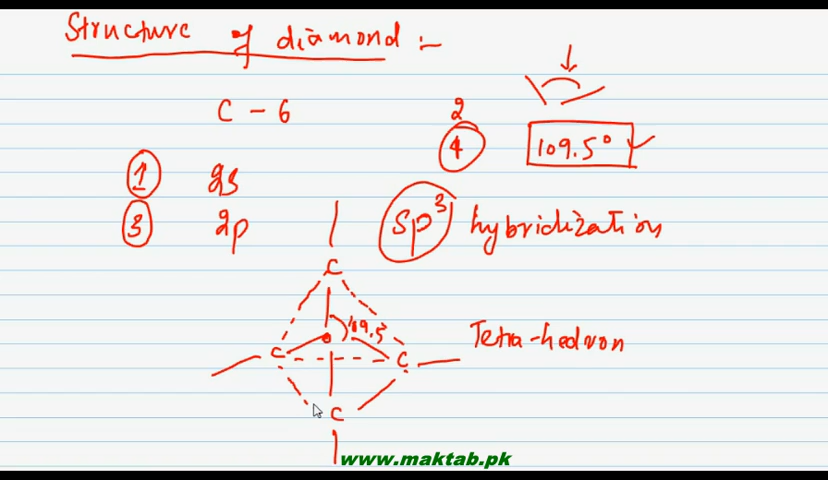 Structure of diamond :-
C - 6
2
4
109.5°
1 2s
3 2p
sp³ hybridization
C
109.5
C C
Tetra-hedron
C
www.maktab.pk